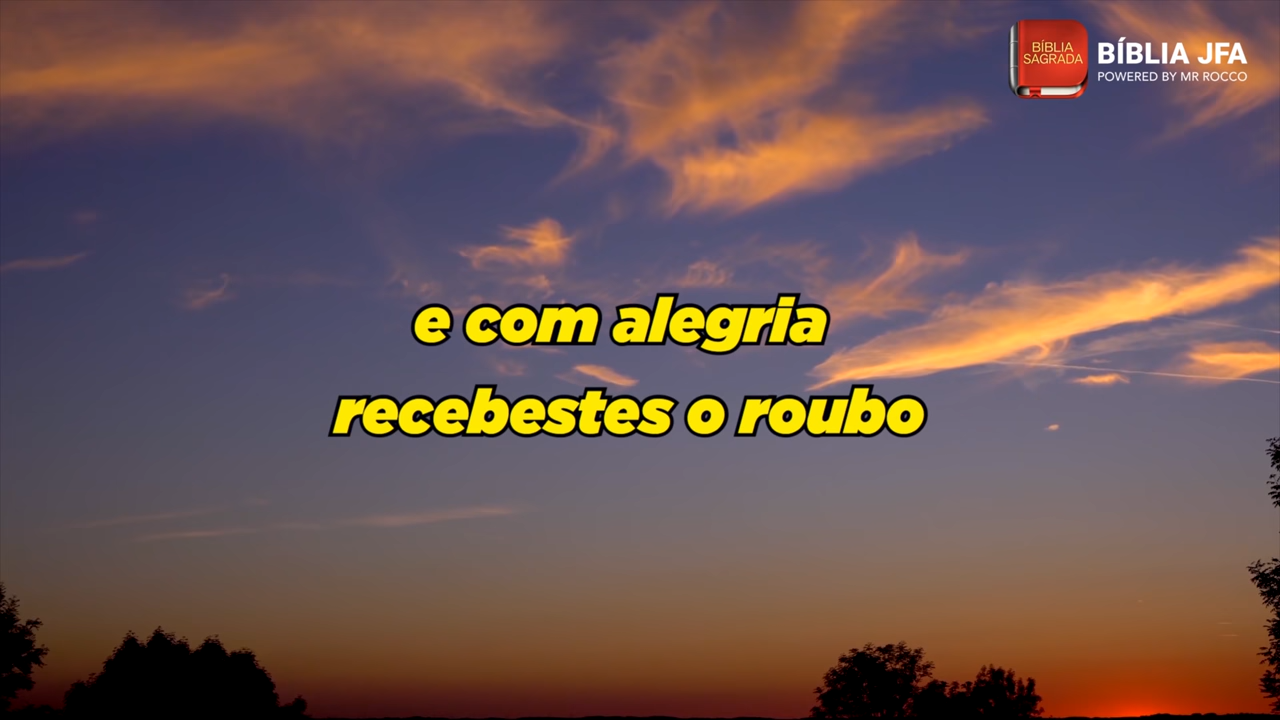 BÍBLIA
SAGRADA
BÍBLIA JFA
POWERED BY MR ROCCO
e com alegria
recebestes o roubo